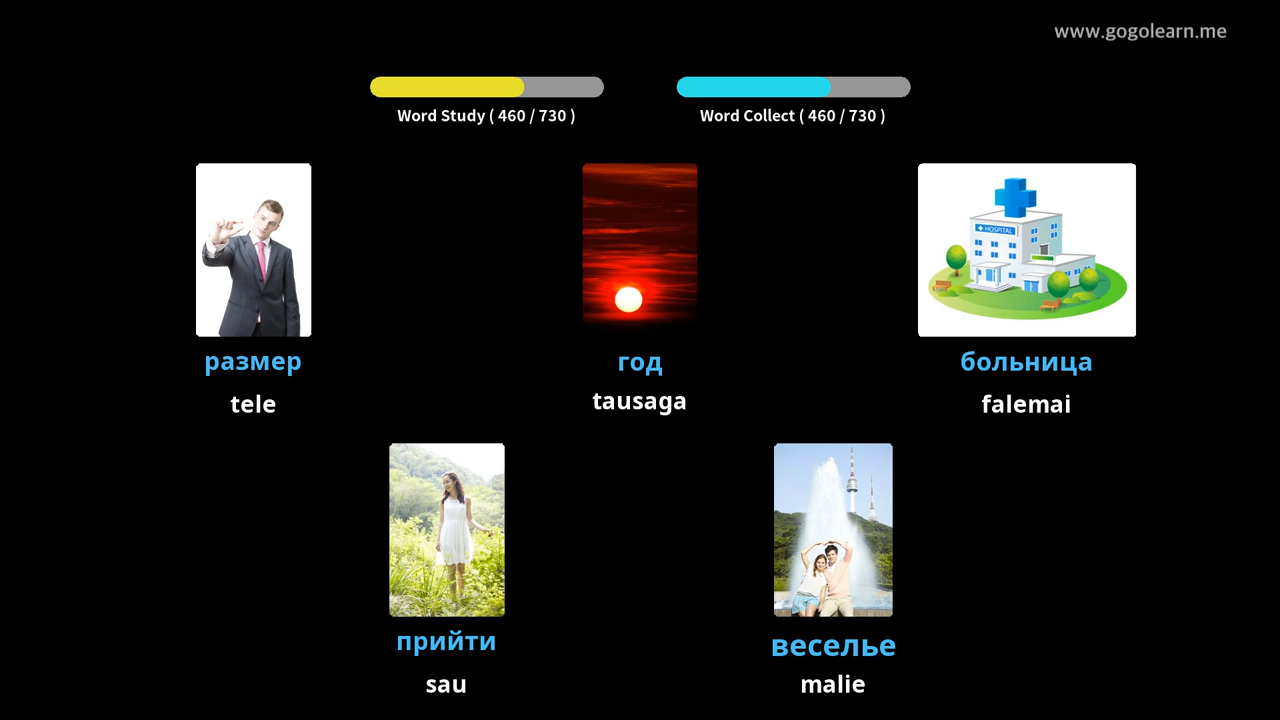 www.gogolearn.me
Word Study ( 460 / 730 )
Word Collect ( 460 / 730 )
HOSPITAL
размер
tele
год
tausaga
больница
falemai
прийти
sau
веселье
malie